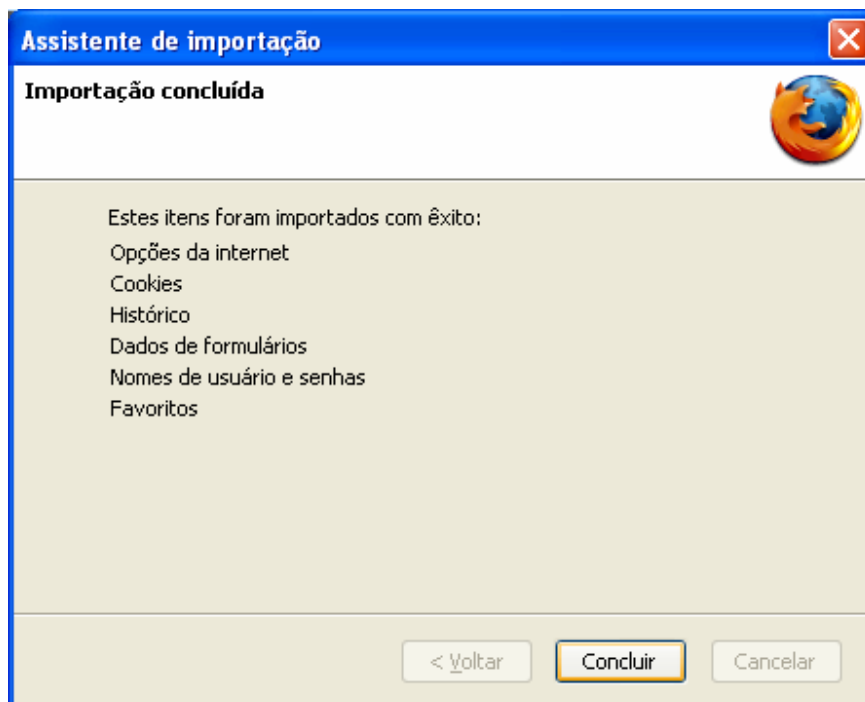 Assistente de importação
Importação concluída
Estes itens foram importados com êxito:
Opções da internet
Cookies
Histórico
Dados de formulários
Nomes de usuário e senhas
Favoritos
< Voltar Concluir Cancelar